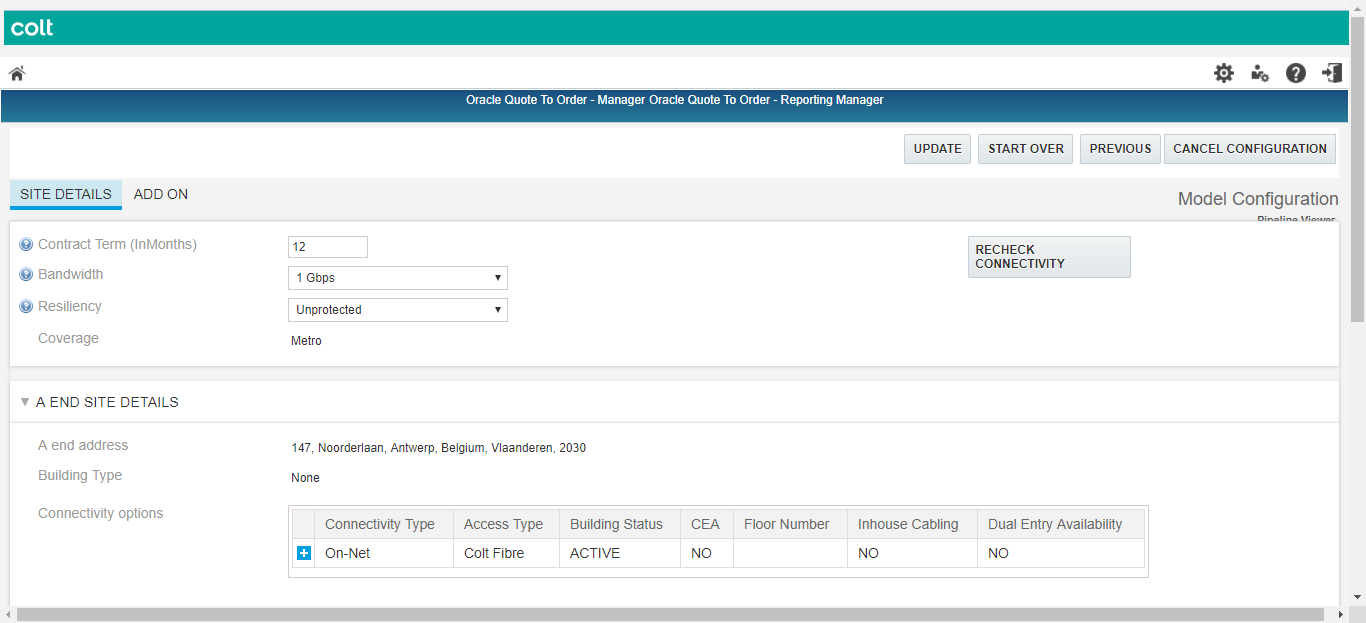 colt
Oracle Quote To Order - Manager Oracle Quote To Order - Reporting Manager
UPDATE START OVER PREVIOUS CANCEL CONFIGURATION
SITE DETAILS ADD ON
Model Configuration
Pipeline Viewer
Contract Term (InMonths) 12
RECHECK
CONNECTIVITY
Bandwidth 1 Gbps
Resiliency Unprotected
Coverage Metro
A END SITE DETAILS
A end address 147, Noorderlaan, Antwerp, Belgium, Vlaanderen, 2030
Building Type None
Connectivity options
Connectivity Type Access Type Building Status CEA Floor Number Inhouse Cabling Dual Entry Availability
On-Net Colt Fibre ACTIVE NO NO NO